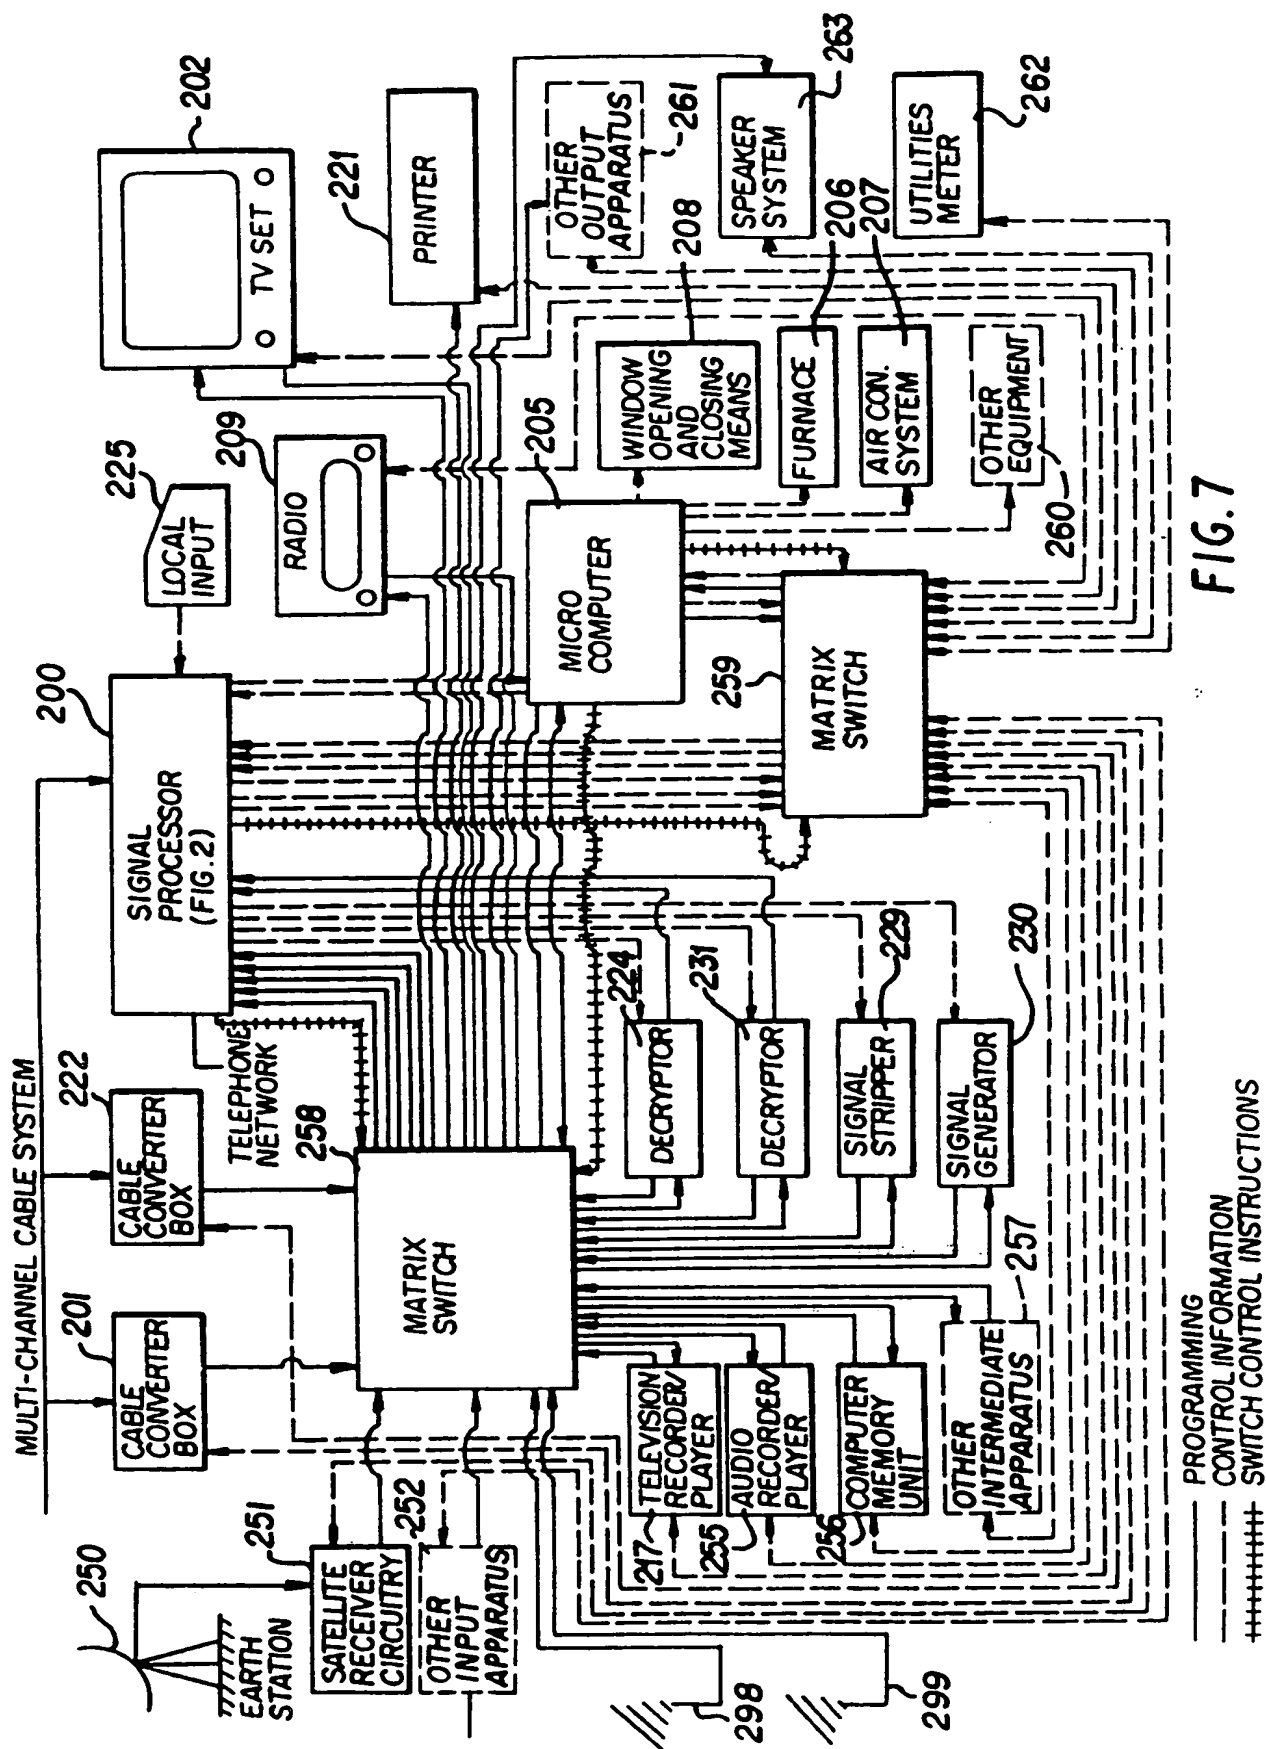 MULTI-CHANNEL CABLE SYSTEM
250
EARTH
STATION
251
SATELLITE
RECEIVER
CIRCUITRY
252
OTHER
INPUT
APPARATUS
298
299
201
CABLE
CONVERTER
BOX
222
CABLE
CONVERTER
BOX
TELEPHONE
NETWORK
258
MATRIX
SWITCH
200
SIGNAL
PROCESSOR
(FIG.2)
225
LOCAL
INPUT
209
RADIO
202
TV SET
221
PRINTER
OTHER
OUTPUT
APPARATUS
261
SPEAKER
SYSTEM
263
UTILITIES
METER
262
205
MICRO
COMPUTER
208
WINDOW
OPENING
AND
CLOSING
MEANS
206
FURNACE
207
AIR CON.
SYSTEM
OTHER
EQUIPMENT
260
259
MATRIX
SWITCH
224
DECRYPTOR
231
DECRYPTOR
229
SIGNAL
STRIPPER
230
SIGNAL
GENERATOR
217
TELEVISION
RECORDER/
PLAYER
255
AUDIO
RECORDER/
PLAYER
256
COMPUTER
MEMORY
UNIT
257
OTHER
INTERMEDIATE
APPARATUS
PROGRAMMING
CONTROL INFORMATION
SWITCH CONTROL INSTRUCTIONS
FIG. 7